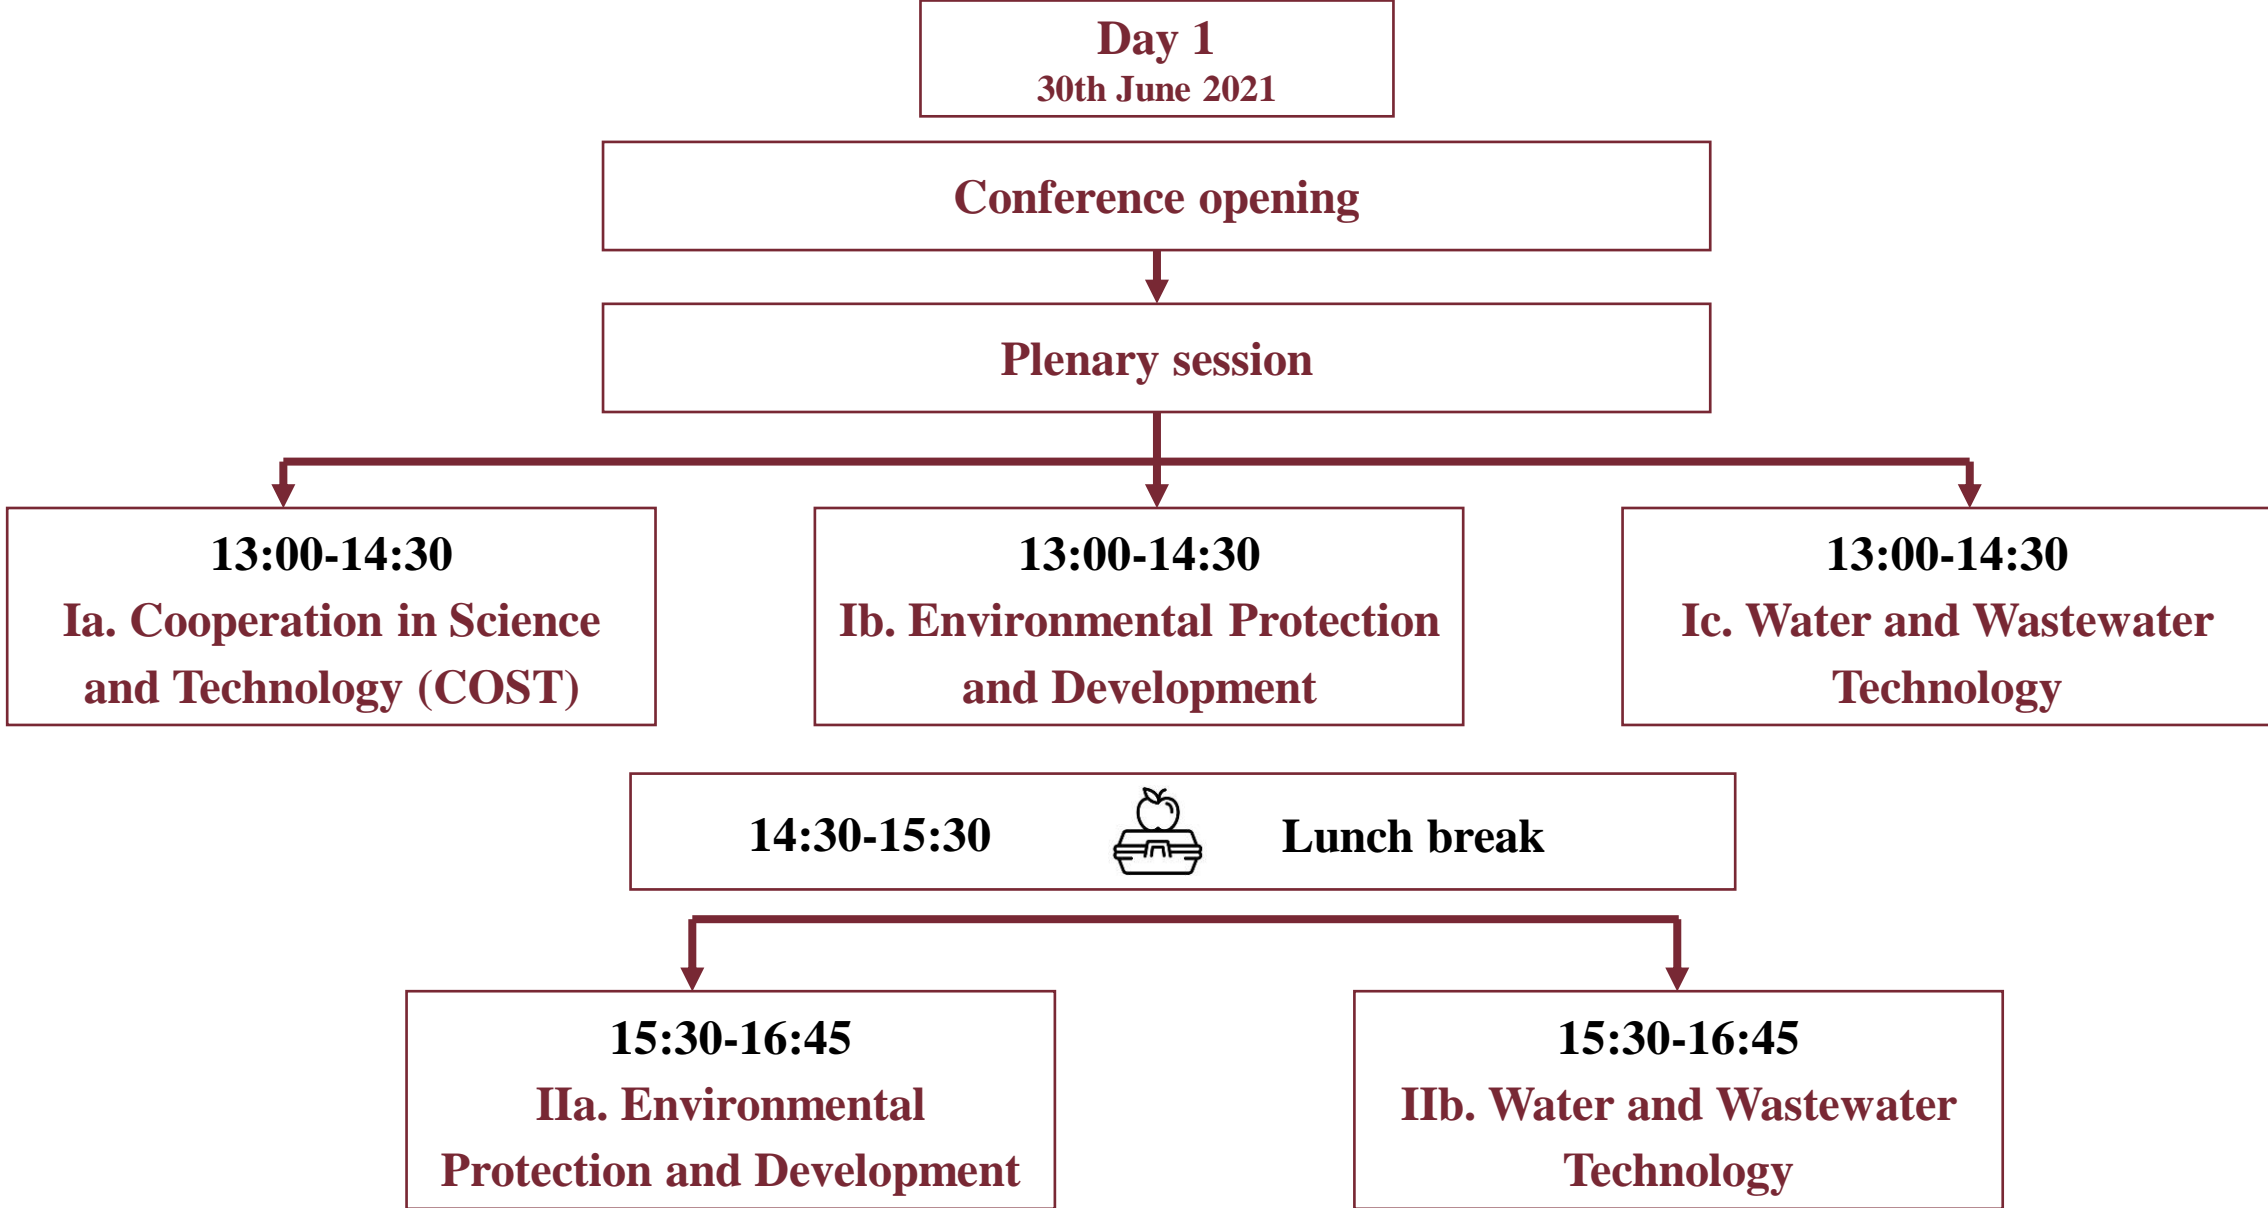 Day 1
30th June 2021
Conference opening
Plenary session
13:00-14:30
Ia. Cooperation in Science
and Technology (COST)
13:00-14:30
Ib. Environmental Protection
and Development
13:00-14:30
Ic. Water and Wastewater
Technology
14:30-15:30 Lunch break
15:30-16:45
IIa. Environmental
Protection and Development
15:30-16:45
IIb. Water and Wastewater
Technology